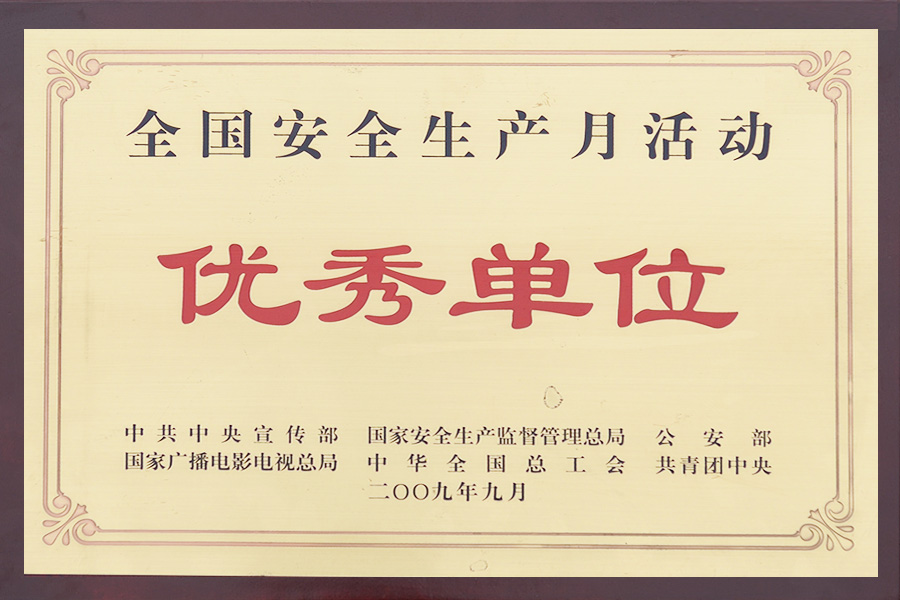 全国安全生产月活动
优秀单位
中共中央宣传部 国家安全生产监督管理总局 公安部
国家广播电影电视总局 中华全国总工会 共青团中央
二〇〇九年九月